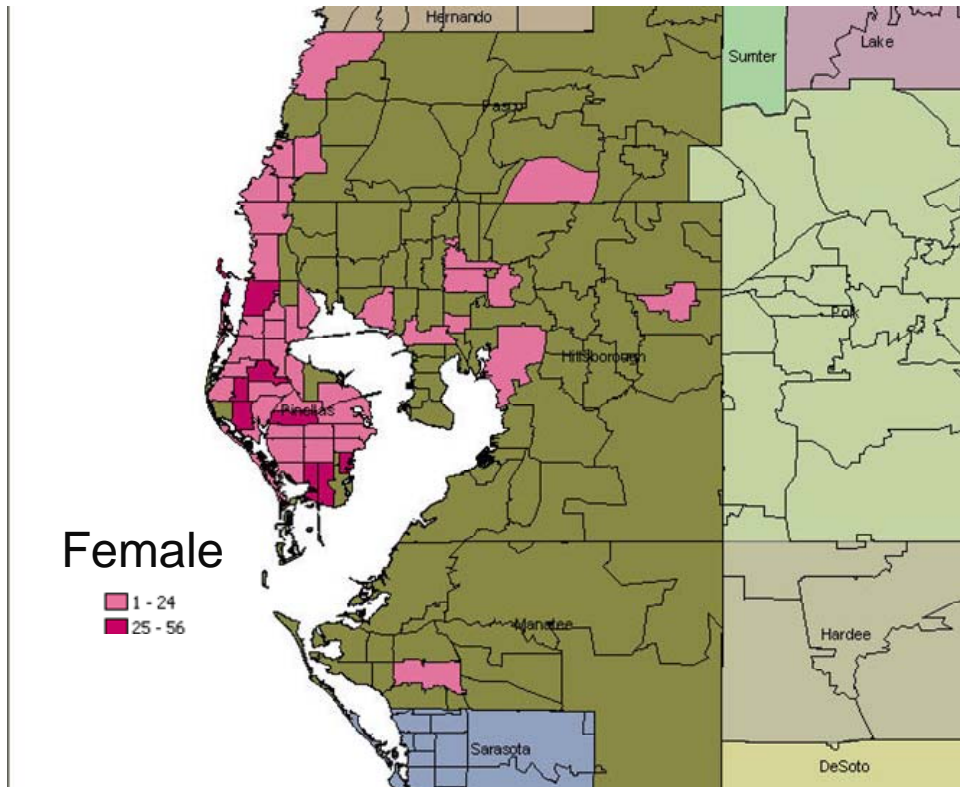 Hernando
Lake
Sumter
Pasco
Polk
Hillsborough
Pinellas
Female
1 - 24
25 - 56
Manatee
Hardee
Sarasota
DeSoto